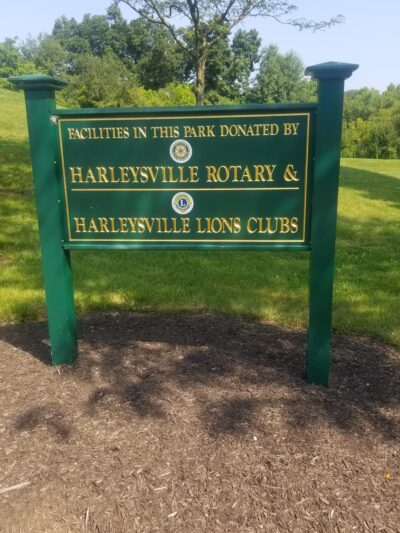 FACILITIES IN THIS PARK DONATED BY
HARLEYSVILLE ROTARY &
L
HARLEYSVILLE LIONS CLUBS